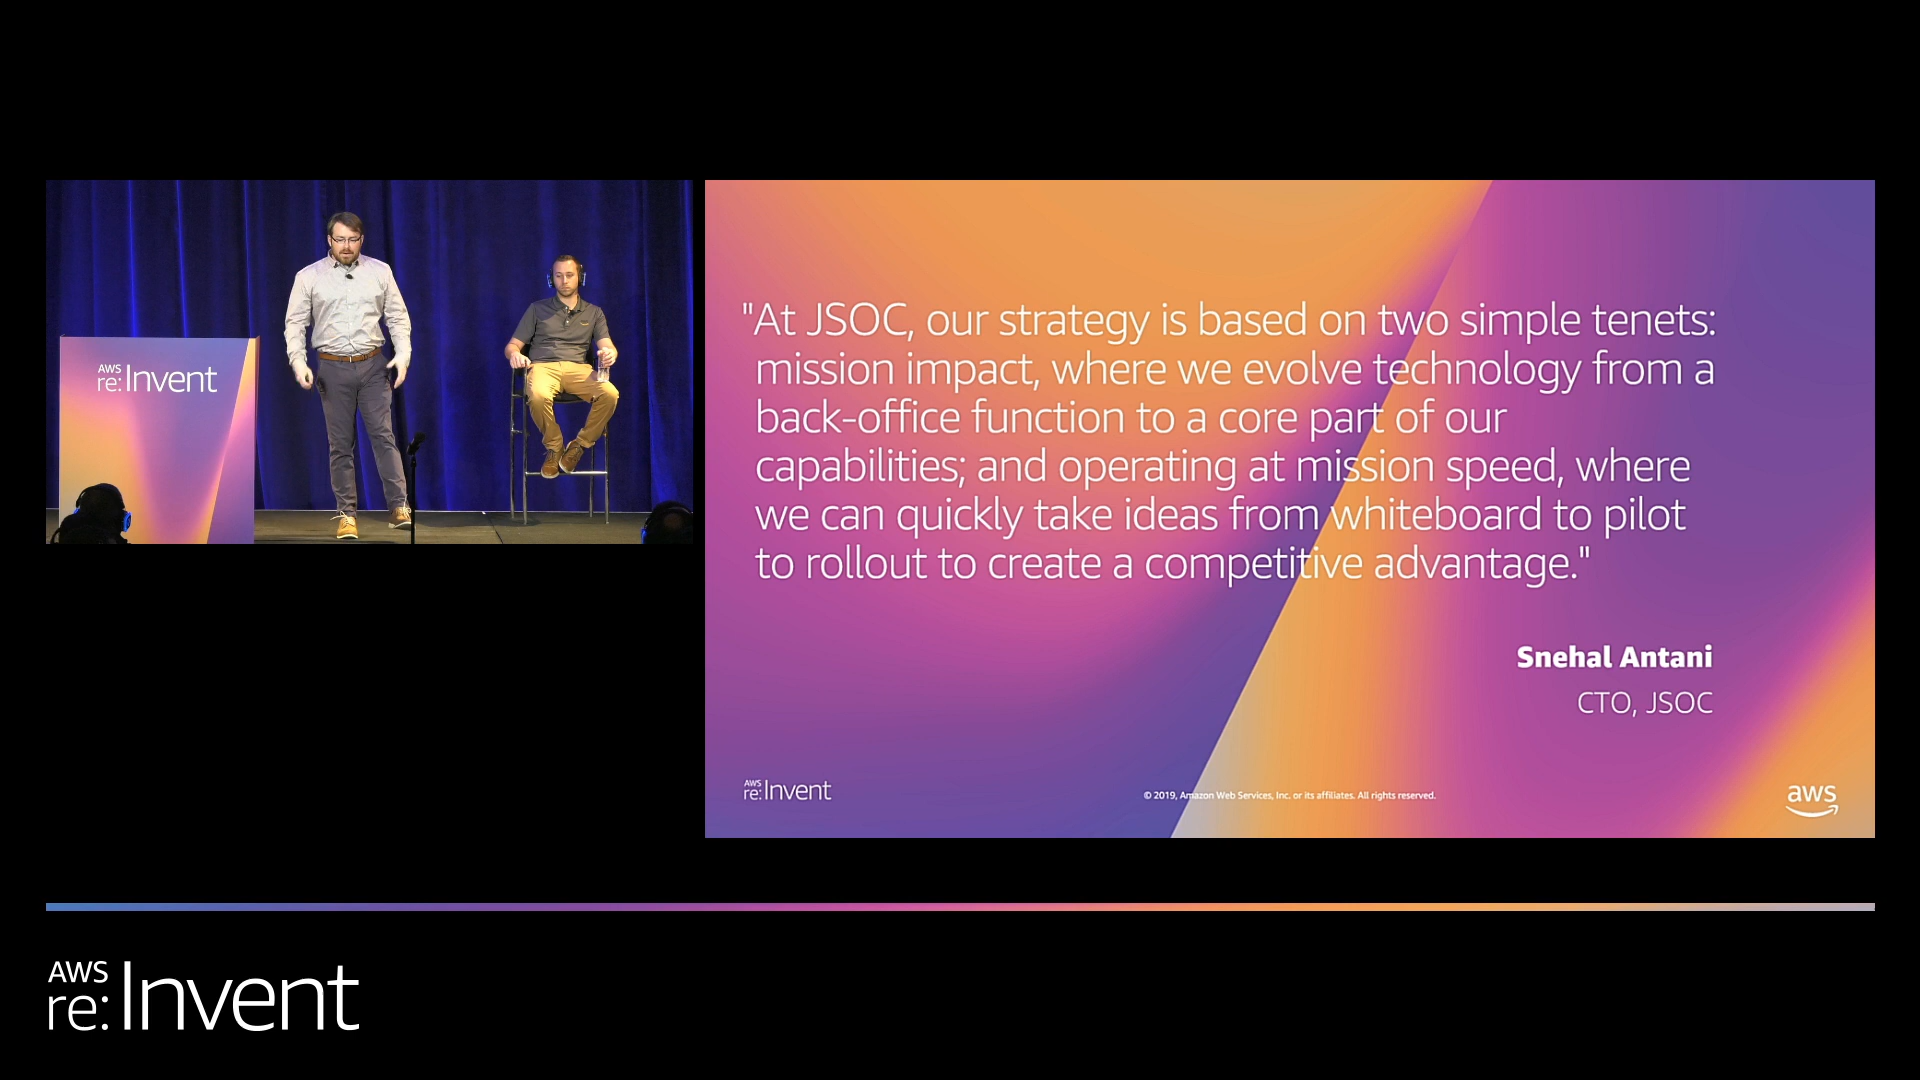 AWS
re:Invent
"At JSOC, our strategy is based on two simple tenets:
mission impact, where we evolve technology from a
back-office function to a core part of our
capabilities; and operating at mission speed, where
we can quickly take ideas from whiteboard to pilot
to rollout to create a competitive advantage."
Snehal Antani
CTO, JSOC
AWS
re:Invent
© 2019, Amazon Web Services, Inc. or its affiliates. All rights reserved.
aws
AWS
re:Invent